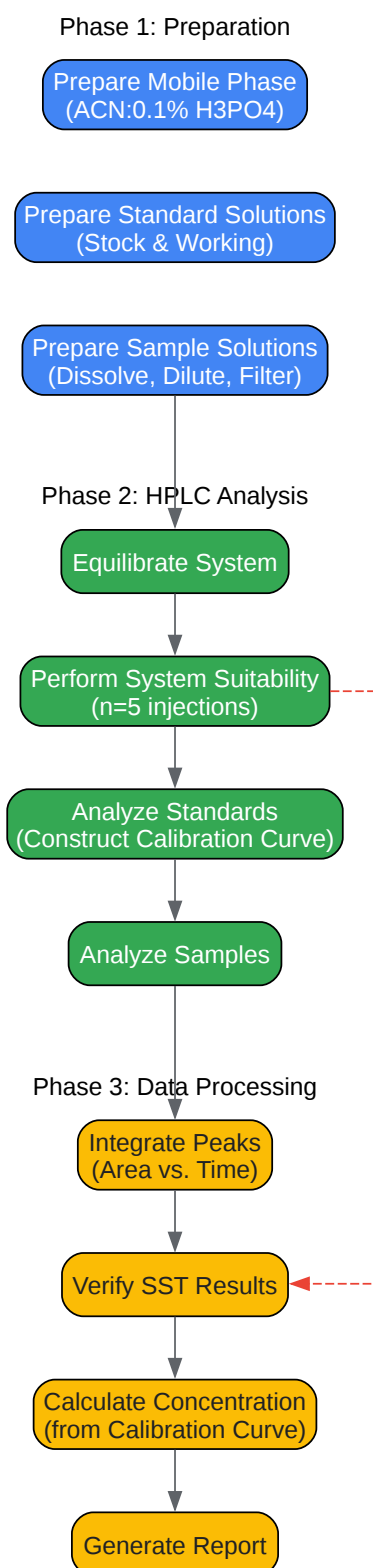 Phase 1: Preparation
Prepare Mobile Phase
(ACN:0.1% H3PO4)
Prepare Standard Solutions
(Stock & Working)
Prepare Sample Solutions
(Dissolve, Dilute, Filter)
Phase 2: HPLC Analysis
Equilibrate System
Perform System Suitability
(n=5 injections)
Analyze Standards
(Construct Calibration Curve)
Analyze Samples
Phase 3: Data Processing
Integrate Peaks
(Area vs. Time)
Verify SST Results
Calculate Concentration
(from Calibration Curve)
Generate Report